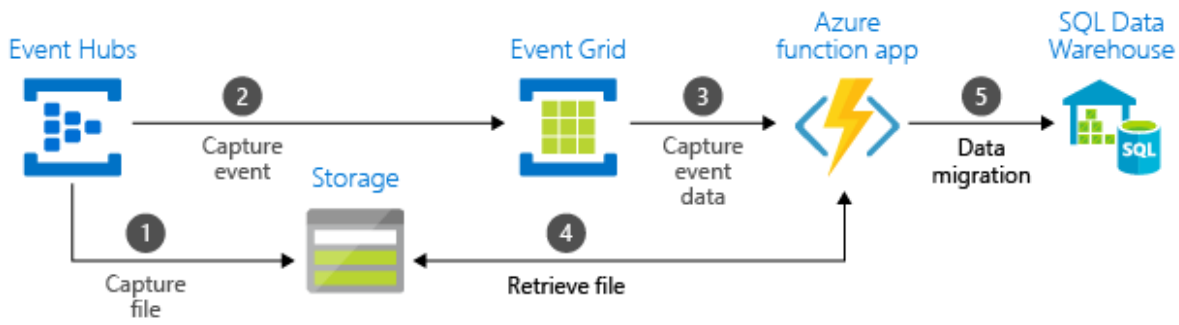 Event Hubs
Event Grid
Azure
function app
SQL Data
Warehouse
2
3
5
Capture
event
Capture
event
data
Data
migration
SQL
Storage
1
4
Capture
file
Retrieve file